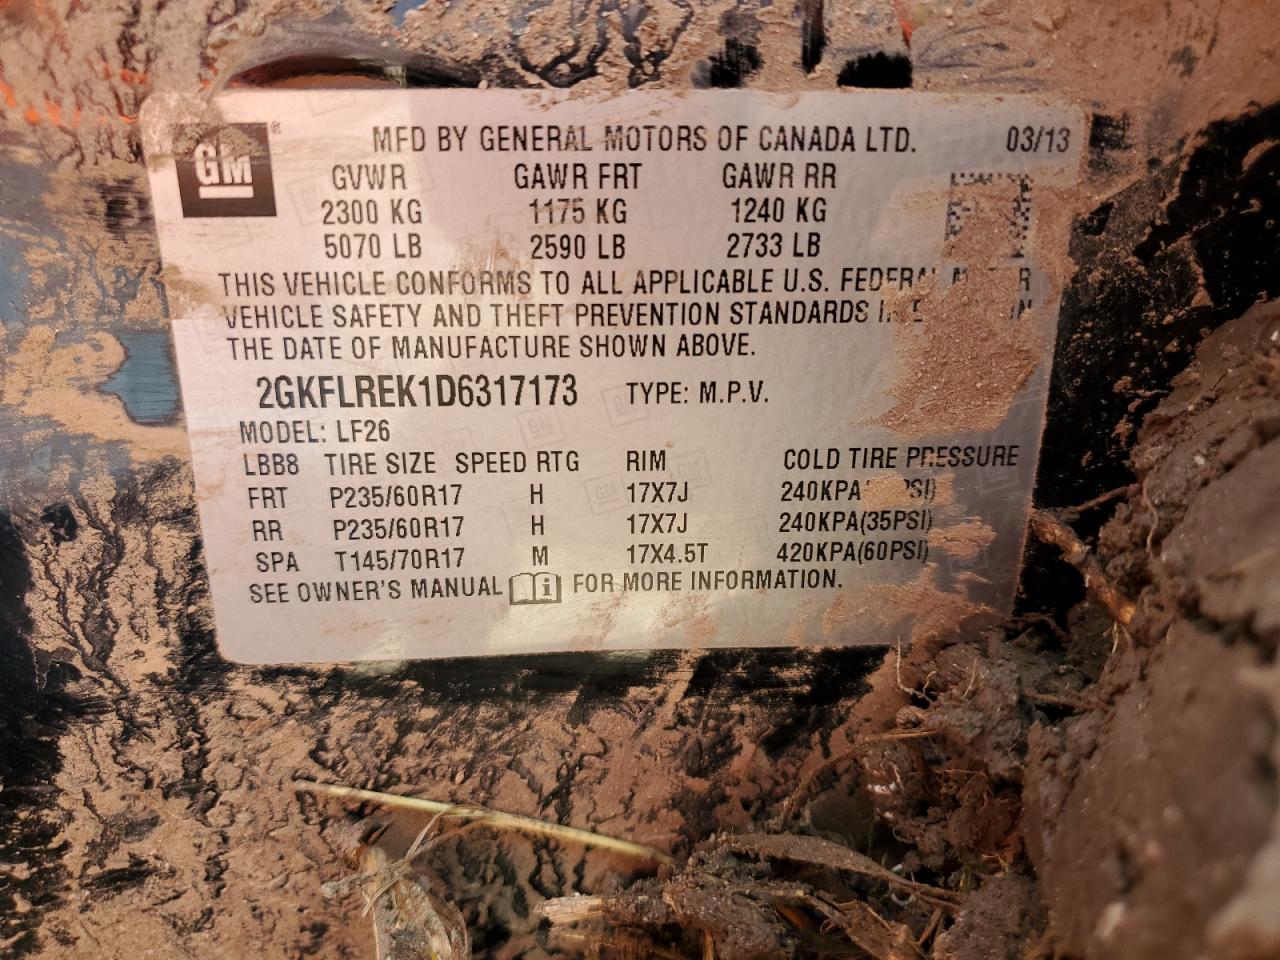 GM ® MFD BY GENERAL MOTORS OF CANADA LTD. 03/13
GVWR GAWR FRT GAWR RR
2300 KG 1175 KG 1240 KG
5070 LB 2590 LB 2733 LB
THIS VEHICLE CONFORMS TO ALL APPLICABLE U.S. FEDERAL
VEHICLE SAFETY AND THEFT PREVENTION STANDARDS
THE DATE OF MANUFACTURE SHOWN ABOVE.
2GKFLREK1D6317173 TYPE: M.P.V.
MODEL: LF26
LBB8 TIRE SIZE SPEED RTG RIM COLD TIRE PRESSURE
FRT P235/60R17 H 17X7J 240KPA
RR P235/60R17 H 17X7J 240KPA(35PSI)
SPA T145/70R17 M 17X4.5T 420KPA(60PSI)
SEE OWNER'S MANUAL i FOR MORE INFORMATION.